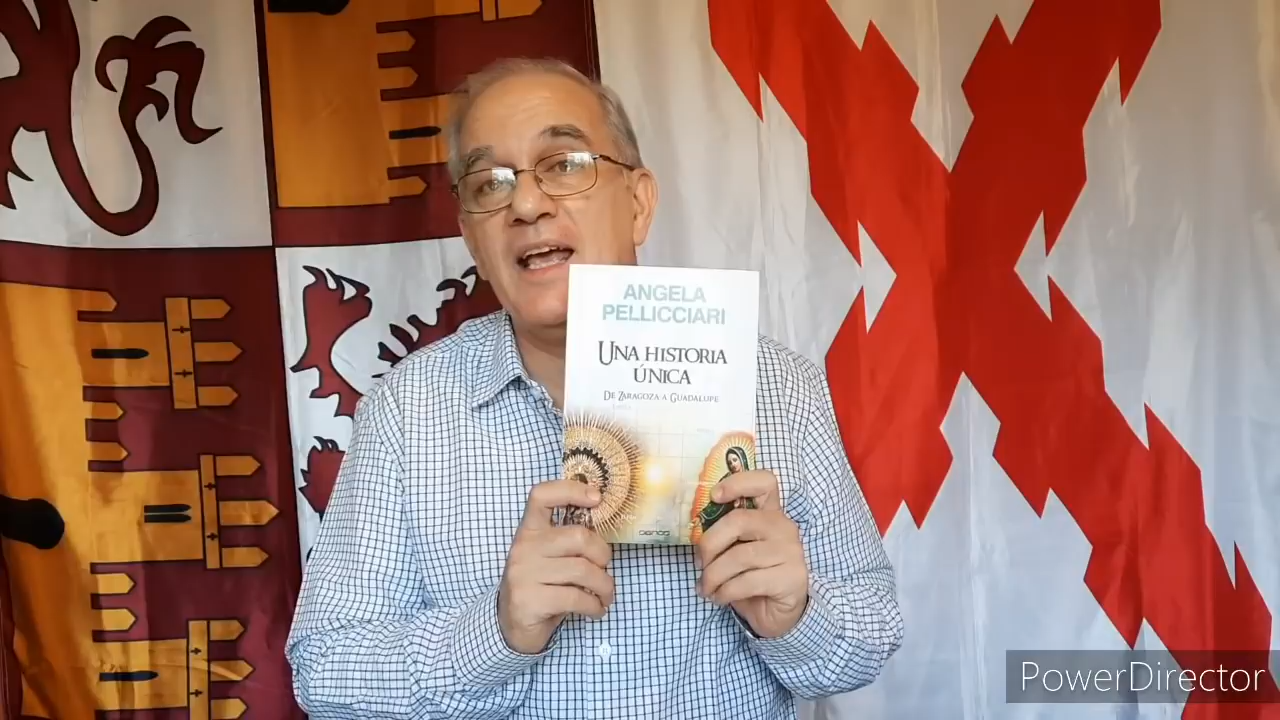 ANGELA
PELLICCIARI
UNA HISTORIA
ÚNICA
DE ZARAGOZA A GUADALUPE
PowerDirector